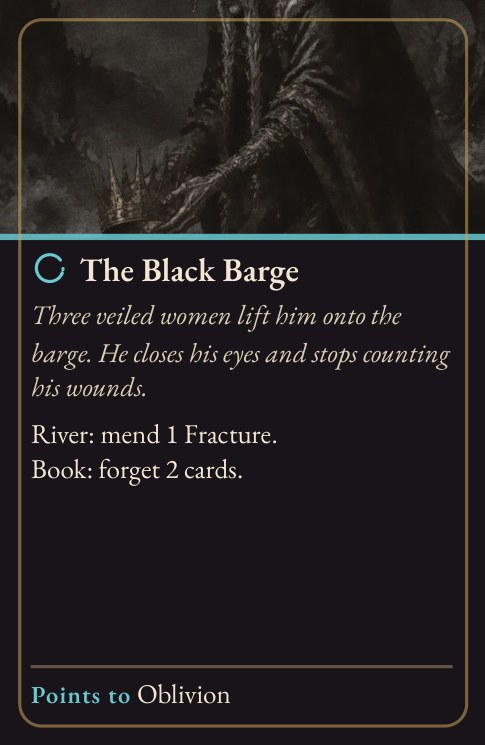 The Black Barge
Three veiled women lift him onto the
barge. He closes his eyes and stops counting
his wounds.
River: mend 1 Fracture.
Book: forget 2 cards.
Points to Oblivion